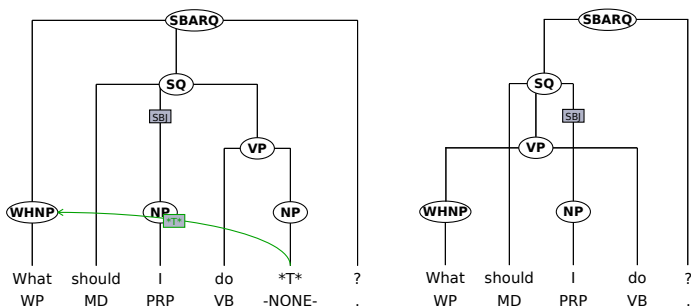 SBARQ SBARQ
SQ SQ
SBJ SBJ
VP VP
WHNP NP *T* NP WHNP NP
What should I do *T* ? What should I do ?
WP MD PRP VB -NONE- . WP MD PRP VB .